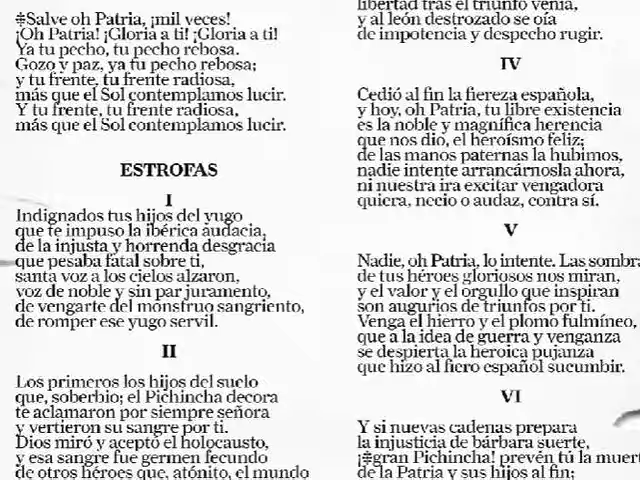 Salve oh Patria, ¡mil veces!
¡Oh Patria! ¡Gloria a ti! ¡Gloria a ti!
Ya tu pecho, tu pecho rebosa.
Gozo y paz, ya tu pecho rebosa;
y tu frente, tu frente radiosa,
más que el Sol contemplamos lucir.
Y tu frente, tu frente radiosa,
más que el Sol contemplamos lucir.
ESTROFAS
I
Indignados tus hijos del yugo
que te impuso la ibérica audacia,
de la injusta y horrenda desgracia
que pesaba fatal sobre ti,
santa voz a los cielos alzaron,
voz de noble y sin par juramento,
de vengarte del monstruo sangriento,
de romper ese yugo servil.
II
Los primeros los hijos del suelo
que, soberbio; el Pichincha decora
te aclamaron por siempre señora
y vertieron su sangre por ti.
Dios miró y aceptó el holocausto,
y esa sangre fue germen fecundo
de otros héroes que, atónito, el mundo
libertad tras el triunfo venía,
y al león destrozado se oía
de impotencia y despecho rugir.
IV
Cedió al fin la fiereza española,
y hoy, oh Patria, tu libre existencia
es la noble y magnífica herencia
que nos dio, el heroísmo feliz;
de las manos paternas la hubimos,
nadie intente arrancárnosla ahora,
ni nuestra ira excitar vengadora
quiera, necio o audaz, contra sí.
V
Nadie, oh Patria, lo intente. Las sombra
de tus héroes gloriosos nos miran,
y el valor y el orgullo que inspiran
son augurios de triunfos por ti.
Venga el hierro y el plomo fulmíneo,
que a la idea de guerra y venganza
se despierta la heroica pujanza
que hizo al fiero español sucumbir.
VI
Y si nuevas cadenas prepara
la injusticia de bárbara suerte,
¡gran Pichincha! prevén tú la muert
de la Patria y sus hijos al fin;